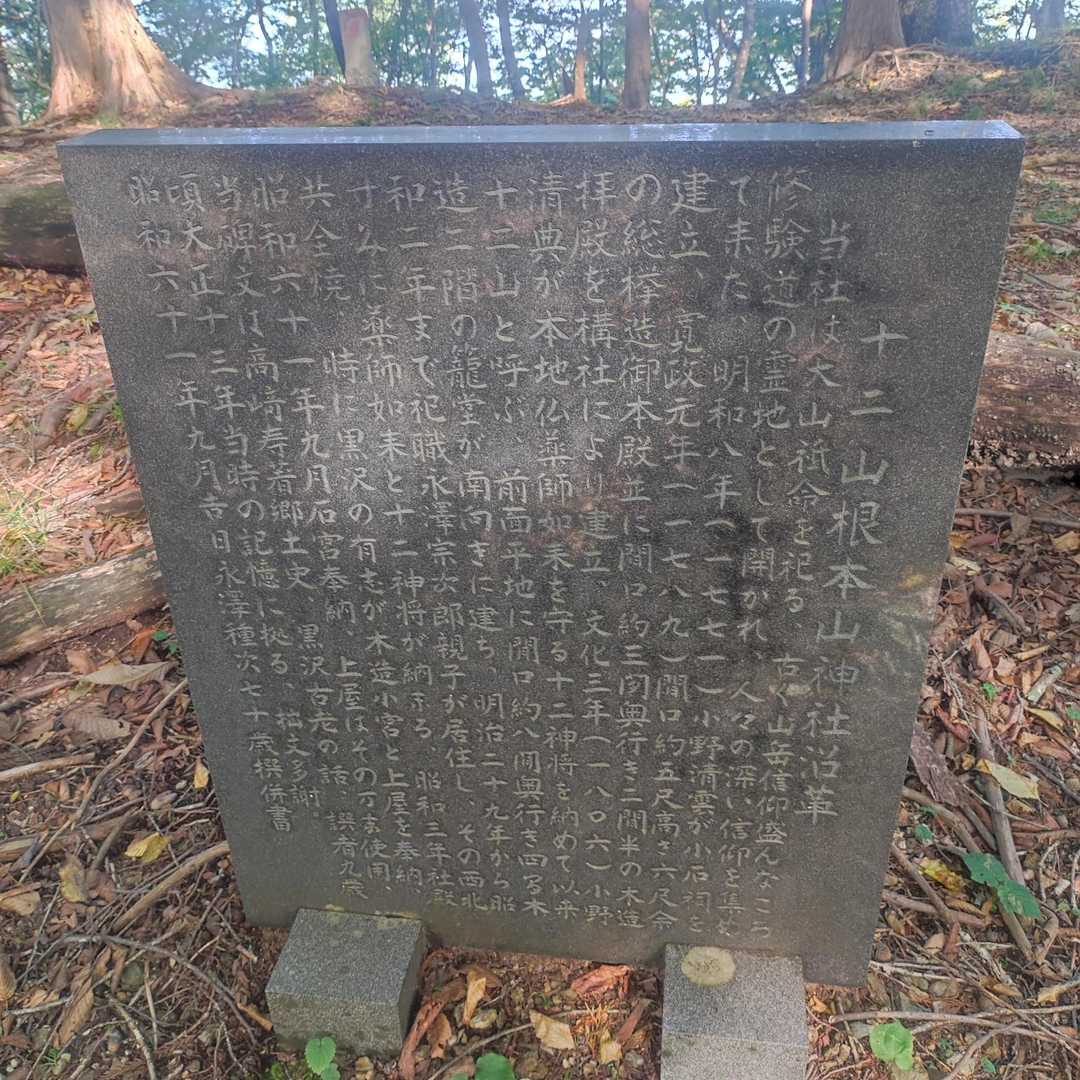 十二山根本山神社沿革
当社は大山祇命を祀る 古く山岳信仰盛んなころ
修験道の霊地として開かれ、人々の深い信仰を集め
て来た、明和八年(一七七一)小野清雲が小石祠を
建立、寛政元年(一七八九)間口約五尺高さ六尺余
の総欅造御本殿並に間口約三間奥行き二間半の木造
拝殿を構社により建立、文化三年(一八〇六)小野
清典が本地仏薬師如来を守る十二神将を納めて以来
十二山と呼ぶ、前面平地に間口約八間奥行き四間木
造二階の籠堂が南向きに建ち、明治二十九年から昭
和二年まで祀職永澤宗次郎親子が居住し、その西北
すみに薬師如来と十二神将が納まる、昭和三年社殿
共全焼、時に黒沢の有志が木造小宮と上屋を奉納、
昭和六十一年九月石宮奉納、上屋はそのまま使用、
当碑文は高崎寿着郷土史、黒沢古老の話、誤者九歳
頃大正十三年当時の記憶に拠る、拙文多謝。
昭和六十一年九月吉日永澤種次七十歳撰併書